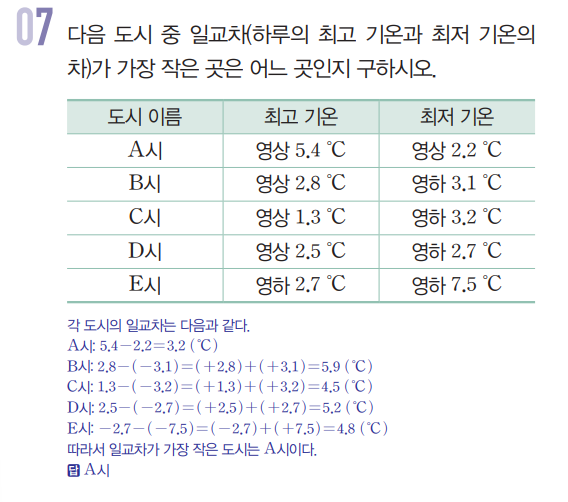 07 다음 도시 중 일교차(하루의 최고 기온과 최저 기온의
차)가 가장 작은 곳은 어느 곳인지 구하시오.
도시 이름 최고 기온 최저 기온
A시 영상 5.4 ℃ 영상 2.2 ℃
B시 영상 2.8 ℃ 영하 3.1 ℃
C시 영상 1.3 ℃ 영하 3.2 ℃
D시 영상 2.5 ℃ 영하 2.7 ℃
E시 영하 2.7 ℃ 영하 7.5 ℃
각 도시의 일교차는 다음과 같다.
A시: 5.4-2.2=3.2 (℃)
B시: 2.8-(-3.1)=(+2.8)+(+3.1)=5.9 (℃)
C시: 1.3-(-3.2)=(+1.3)+(+3.2)=4.5 (℃)
D시: 2.5-(-2.7)=(+2.5)+(+2.7)=5.2 (℃)
E시: -2.7-(-7.5)=(-2.7)+(+7.5)=4.8 (℃)
따라서 일교차가 가장 작은 도시는 A시이다.
답 A시